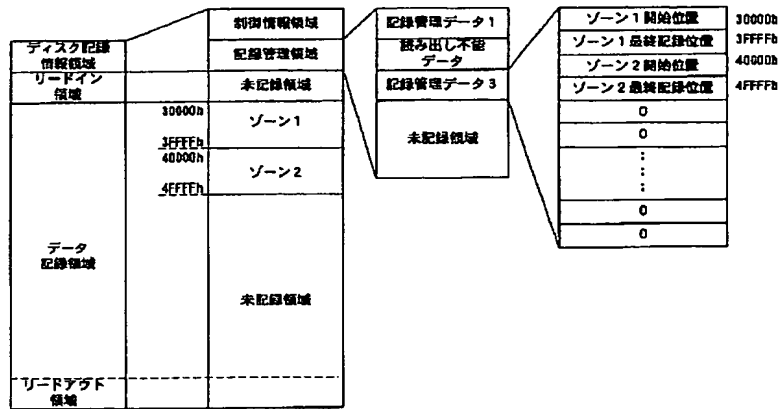 ディスク記録
情報領域
リードイン
領域
データ
記録領域
リードアウト
領域
制御情報領域
記録管理領域
未記録領域
30000h
ゾーン1
3FFFFh
40000h
ゾーン2
4FFFFh
未記録領域
記録管理データ1
読み出し不能
データ
記録管理データ3
未記録領域
ゾーン1開始位置
30000h
ゾーン1最終記録位置
3FFFFh
ゾーン2開始位置
40000h
ゾーン2最終記録位置
4FFFFh
0
0
0
0